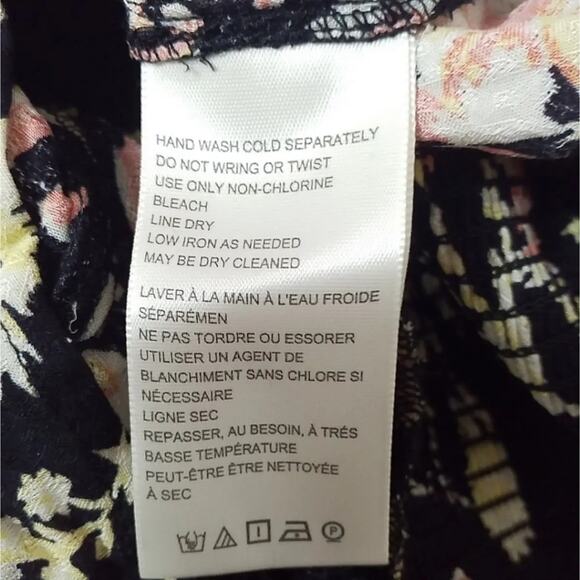 HAND WASH COLD SEPARATELY
DO NOT WRING OR TWIST
USE ONLY NON-CHLORINE
BLEACH
LINE DRY
LOW IRON AS NEEDED
MAY BE DRY CLEANED
LAVER À LA MAIN À L'EAU FROIDE
SÉPARÉMEN
NE PAS TORDRE OU ESSORER
UTILISER UN AGENT DE
BLANCHIMENT SANS CHLORE SI
NÉCESSAIRE
LIGNE SEC
REPASSER, AU BESOIN, À TRÉS
BASSE TEMPÉRATURE
PEUT-ÊTRE ÊTRE NETTOYÉE
À SEC
P